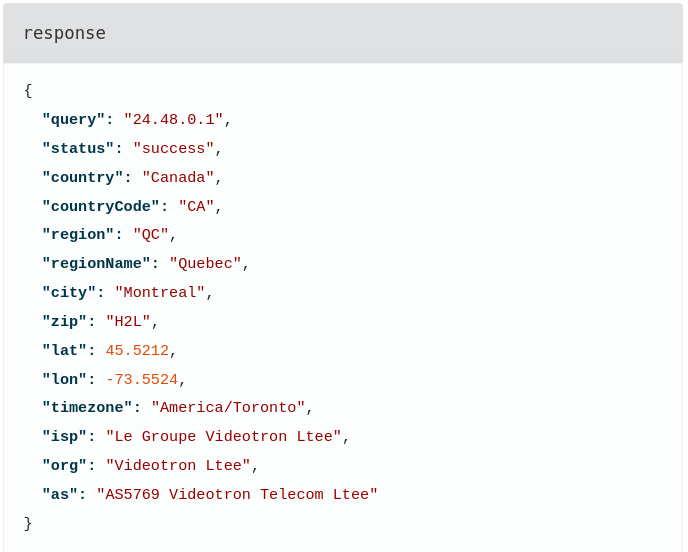 response
{
  "query": "24.48.0.1",
  "status": "success",
  "country": "Canada",
  "countryCode": "CA",
  "region": "QC",
  "regionName": "Quebec",
  "city": "Montreal",
  "zip": "H2L",
  "lat": 45.5212,
  "lon": -73.5524,
  "timezone": "America/Toronto",
  "isp": "Le Groupe Videotron Ltee",
  "org": "Videotron Ltee",
  "as": "AS5769 Videotron Telecom Ltee"
}